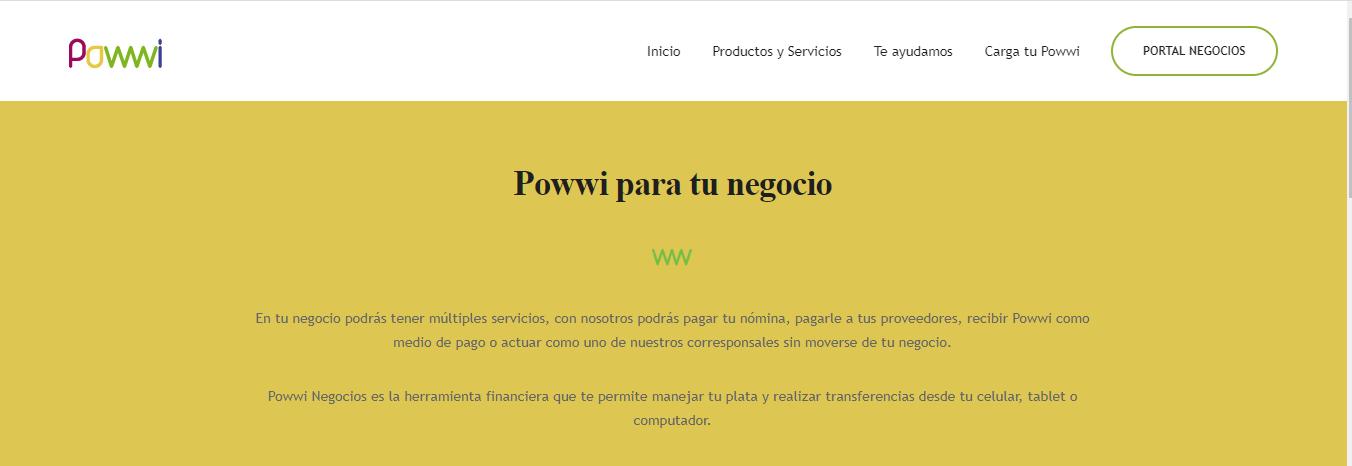 Powwi
Inicio
Productos y Servicios
Te ayudamos
Carga tu Powwi
PORTAL NEGOCIOS
Powwi para tu negocio
En tu negocio podrás tener múltiples servicios, con nosotros podrás pagar tu nómina, pagarle a tus proveedores, recibir Powwi como
medio de pago o actuar como uno de nuestros corresponsales sin moverse de tu negocio.
Powwi Negocios es la herramienta financiera que te permite manejar tu plata y realizar transferencias desde tu celular, tablet o
computador.